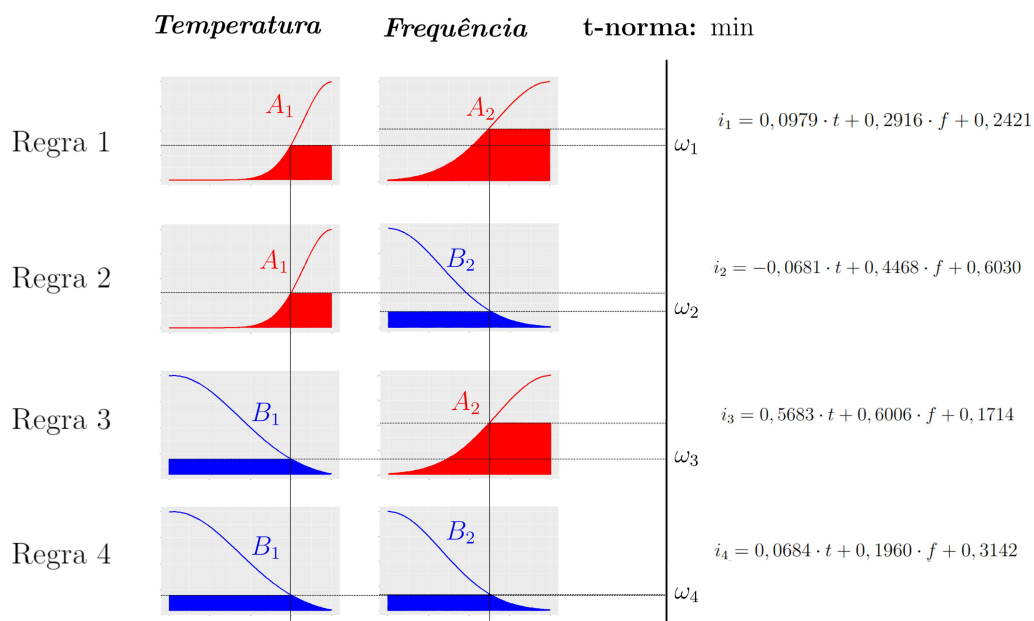 Temperatura Frequência t-norma: min
Regra 1 A₁ A₂ ω₁ i₁ = 0,0979 · t + 0,2916 · f + 0,2421
Regra 2 A₁ B₂ ω₂ i₂ = −0,0681 · t + 0,4468 · f + 0,6030
Regra 3 B₁ A₂ ω₃ i₃ = 0,5683 · t + 0,6006 · f + 0,1714
Regra 4 B₁ B₂ ω₄ i₄ = 0,0684 · t + 0,1960 · f + 0,3142